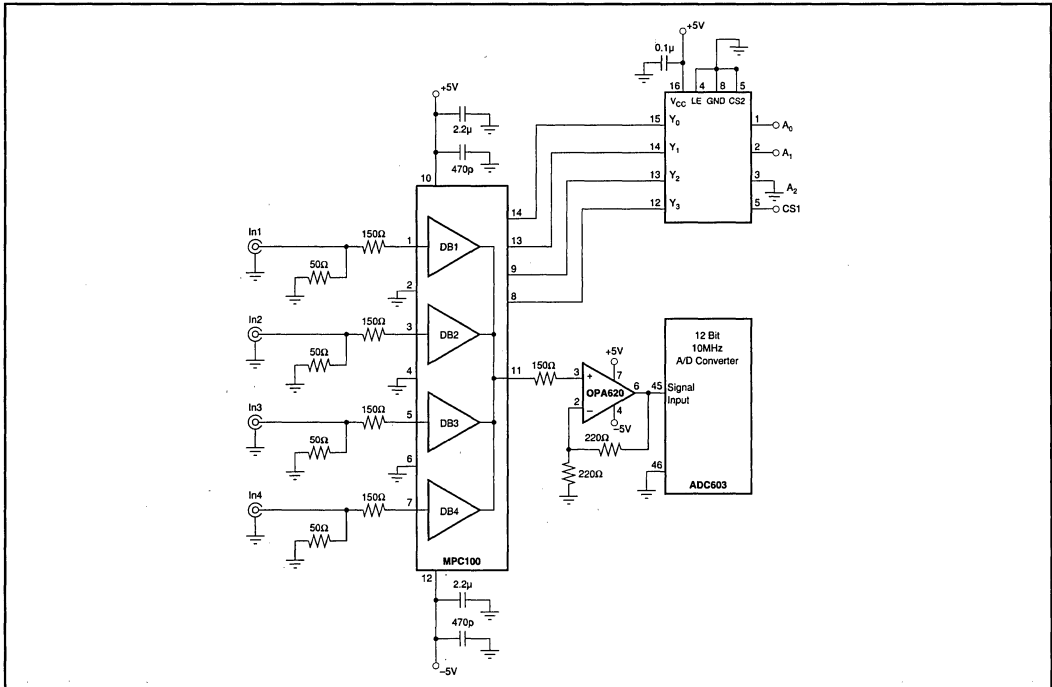 +5V
0.1µ
16 4 8 5
VCC LE GND CS2
15 Y0 1 A0
14 Y1 2 A1
13 Y2 3 A2
12 Y3 5 CS1
+5V
2.2µ
470p
10
14
13
9
8
In1 150Ω 1 DB1
50Ω
2
In2 150Ω 3 DB2
50Ω
4
In3 150Ω 5 DB3
50Ω
6
In4 150Ω 7 DB4
50Ω
MPC100
12
2.2µ
470p
–5V
11 150Ω 3 +
+5V
7
OPA620
6
2 –
4
–5V
220Ω
220Ω
12 Bit
10MHz
A/D Converter
45 Signal
Input
46
ADC603